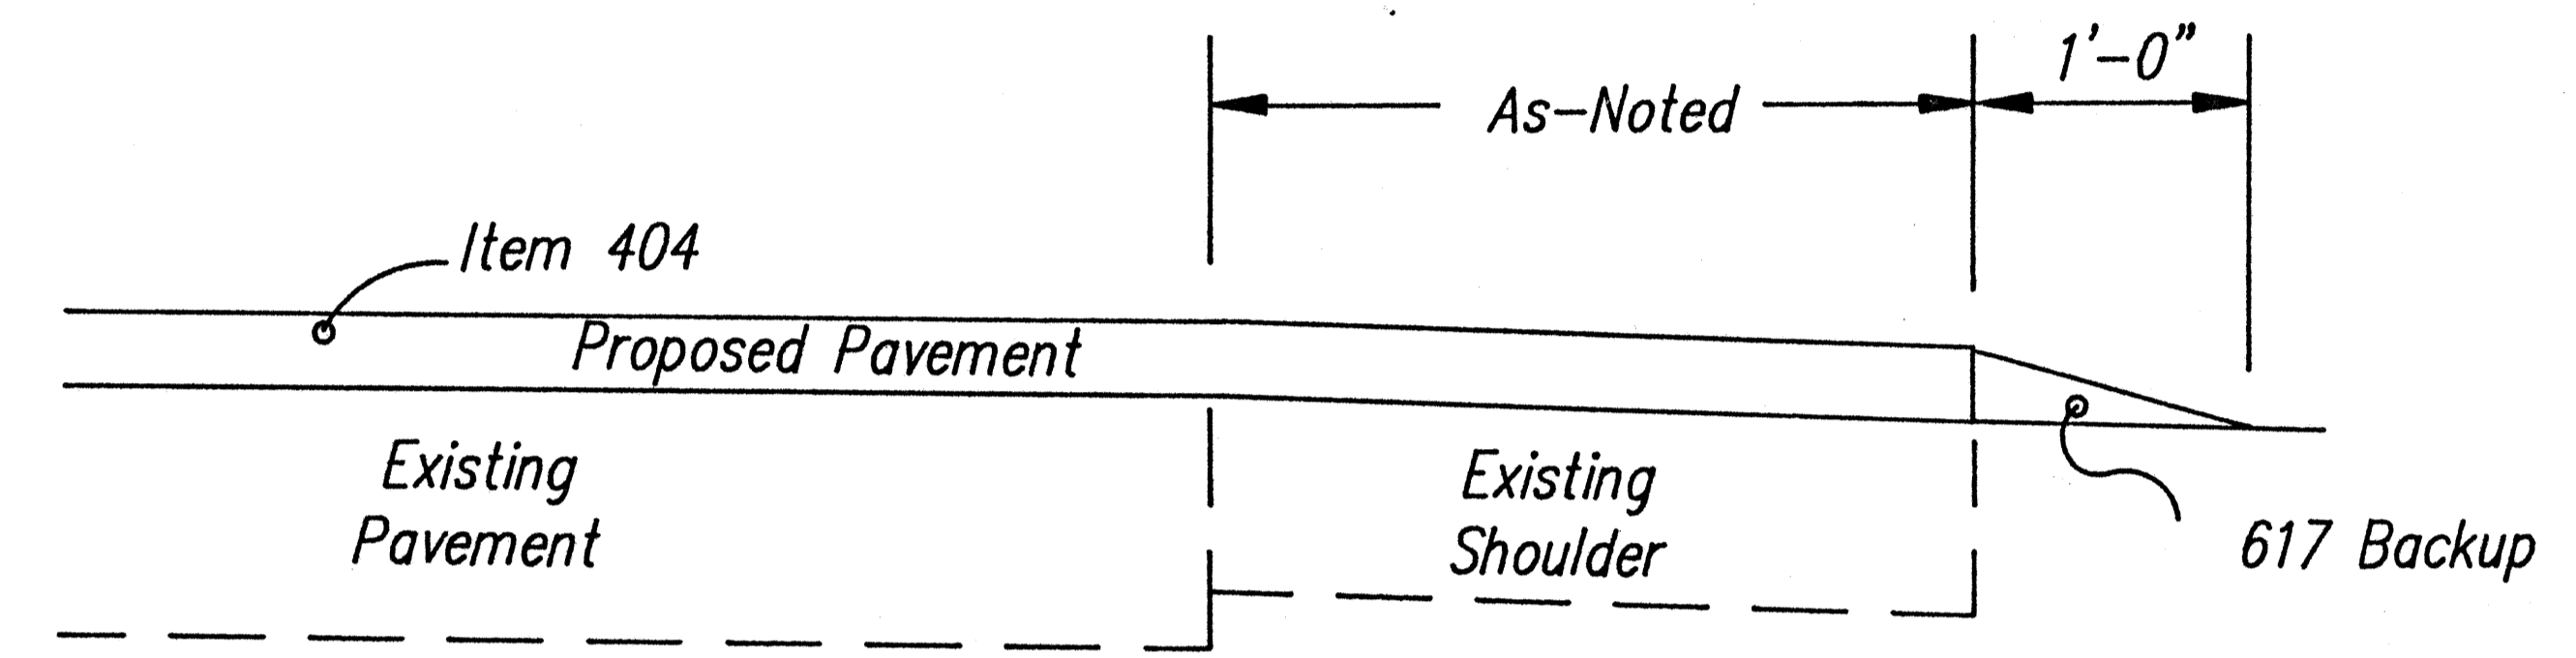 1'-0"
As-Noted
Item 404
Proposed Pavement
Existing
Pavement
Existing
Shoulder
617 Backup